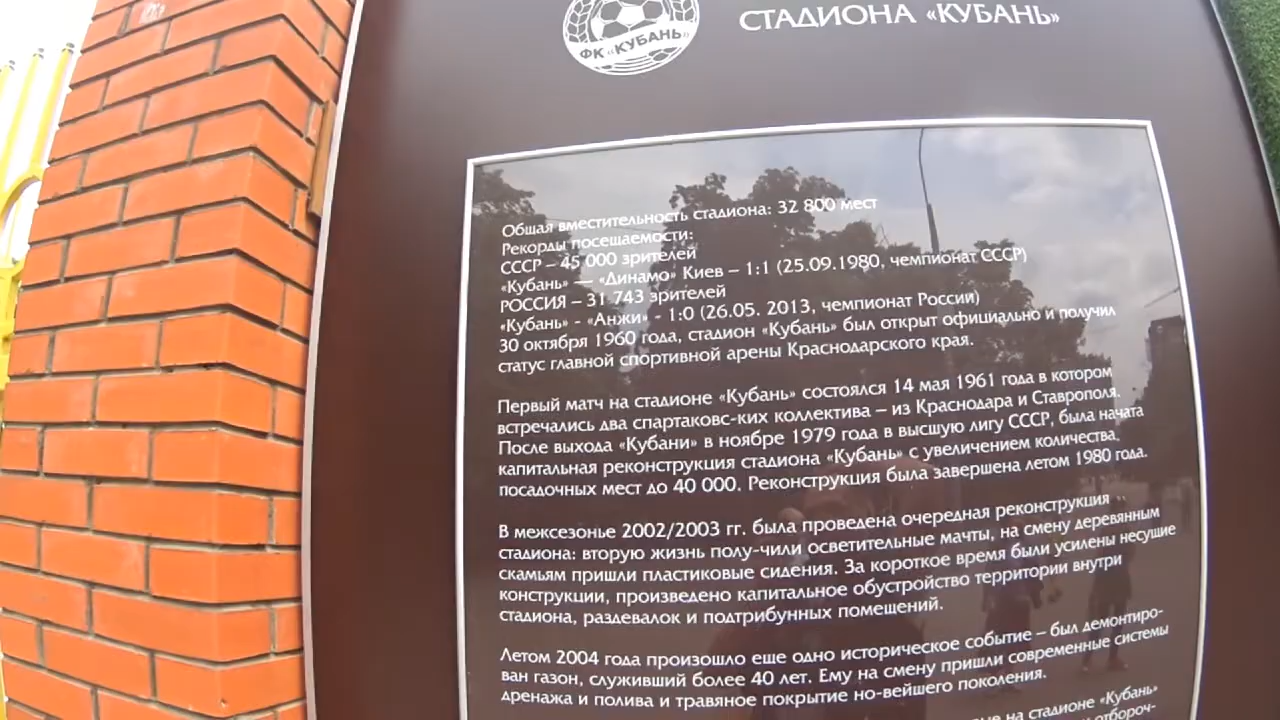 ФК «КУБАНЬ»
СТАДИОНА «КУБАНЬ»
Общая вместительность стадиона: 32 800 мест
Рекорды посещаемости:
СССР – 45 000 зрителей
«Кубань» — «Динамо» Киев – 1:1 (25.09.1980, чемпионат СССР)
РОССИЯ – 31 743 зрителей
«Кубань» - «Анжи» - 1:0 (26.05. 2013, чемпионат России)
30 октября 1960 года, стадион «Кубань» был открыт официально и получил
статус главной спортивной арены Краснодарского края.
Первый матч на стадионе «Кубань» состоялся 14 мая 1961 года в котором
встречались два спартаковс-ких коллектива – из Краснодара и Ставрополя.
После выхода «Кубани» в ноябре 1979 года в высшую лигу СССР, была начата
капитальная реконструкция стадиона «Кубань» с увеличением количества,
посадочных мест до 40 000. Реконструкция была завершена летом 1980 года.
В межсезонье 2002/2003 гг. была проведена очередная реконструкция
стадиона: вторую жизнь полу-чили осветительные мачты, на смену деревянным
скамьям пришли пластиковые сидения. За короткое время были усилены несущие
конструкции, произведено капитальное обустройство территории внутри
стадиона, раздевалок и подтрибунных помещений.
Летом 2004 года произошло еще одно историческое событие – был демонтиро-
ван газон, служивший более 40 лет. Ему на смену пришли современные системы
дренажа и полива и травяное покрытие но-вейшего поколения.
на стадионе «Кубань»
отбороч-